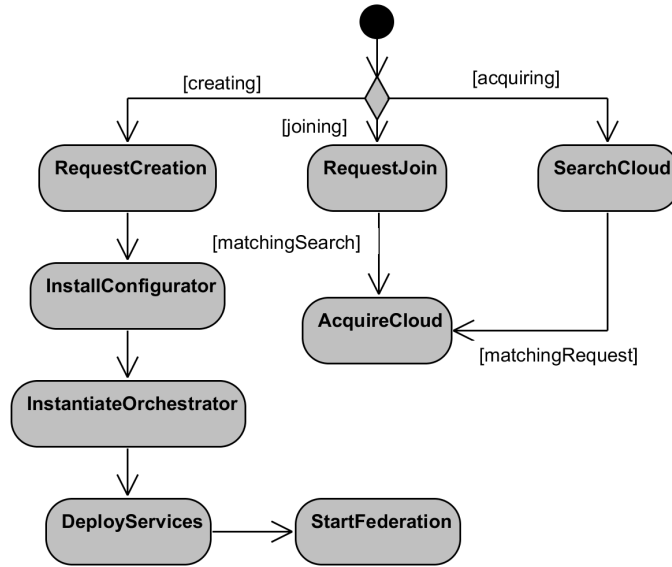 [creating]
[acquiring]
[joining]
RequestCreation
RequestJoin
SearchCloud
[matchingSearch]
InstallConfigurator
AcquireCloud
[matchingRequest]
InstantiateOrchestrator
DeployServices
StartFederation